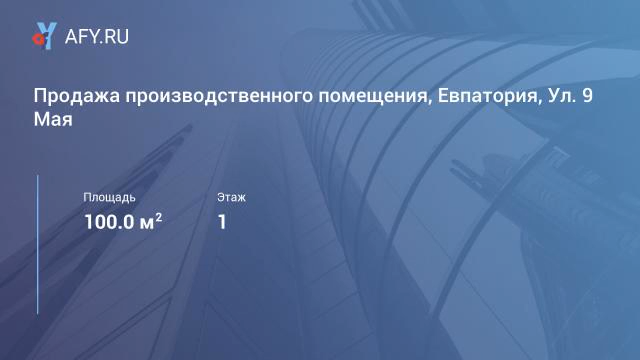 AFY.RU
Продажа производственного помещения, Евпатория, Ул. 9
Мая
Площадь
100.0 м²
Этаж
1